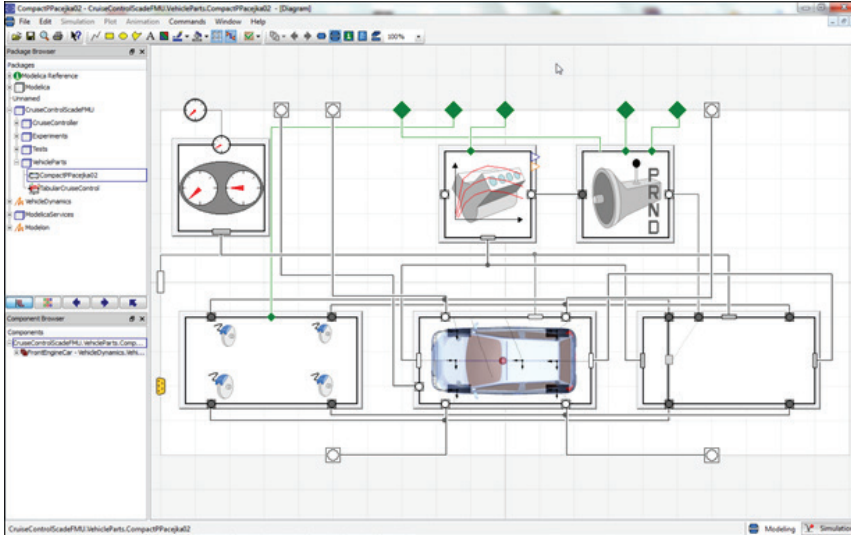 CompactPPacejka02 - CruiseControlScadeFMU.VehicleParts.CompactPPacejka02 - [Diagram]
File Edit Simulation Plot Animation Commands Window Help
100%
Package Browser
Packages
Modelica Reference
Modelica
Unnamed
CruiseControlScadeFMU
CruiseController
Experiments
Tests
VehicleParts
CompactPPacejka02
TabularCruiseControl
VehicleDynamics
ModelicaServices
Modelon
Component Browser
Components
CruiseControlScadeFMU.VehicleParts.Comp...
FrontEngineCar - VehicleDynamics.Vehi...
P
R
N
D
CruiseControlScadeFMU.VehicleParts.CompactPPacejka02
Modeling Simulation